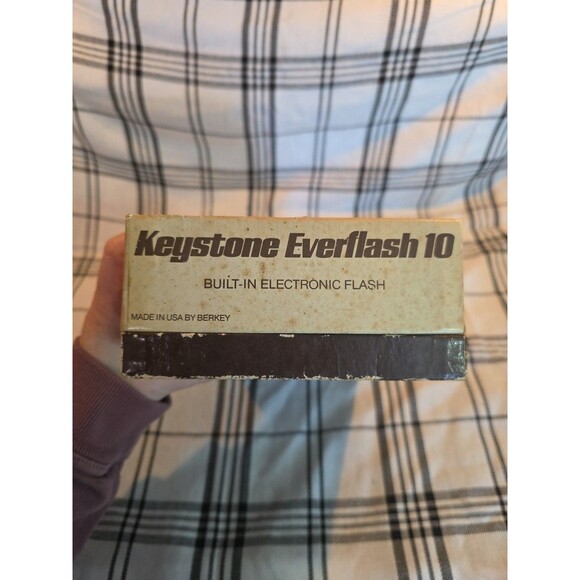 Keystone Everflash 10
BUILT-IN ELECTRONIC FLASH
MADE IN USA BY BERKEY